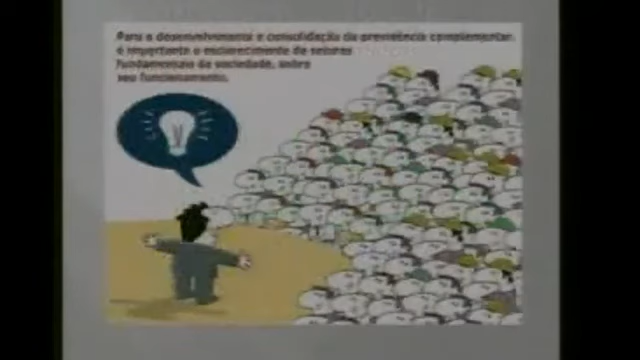 Para o desenvolvimento e consolidação da previdência complementar,
é importante o esclarecimento de setores
fundamentais da sociedade, sobre
seu funcionamento.